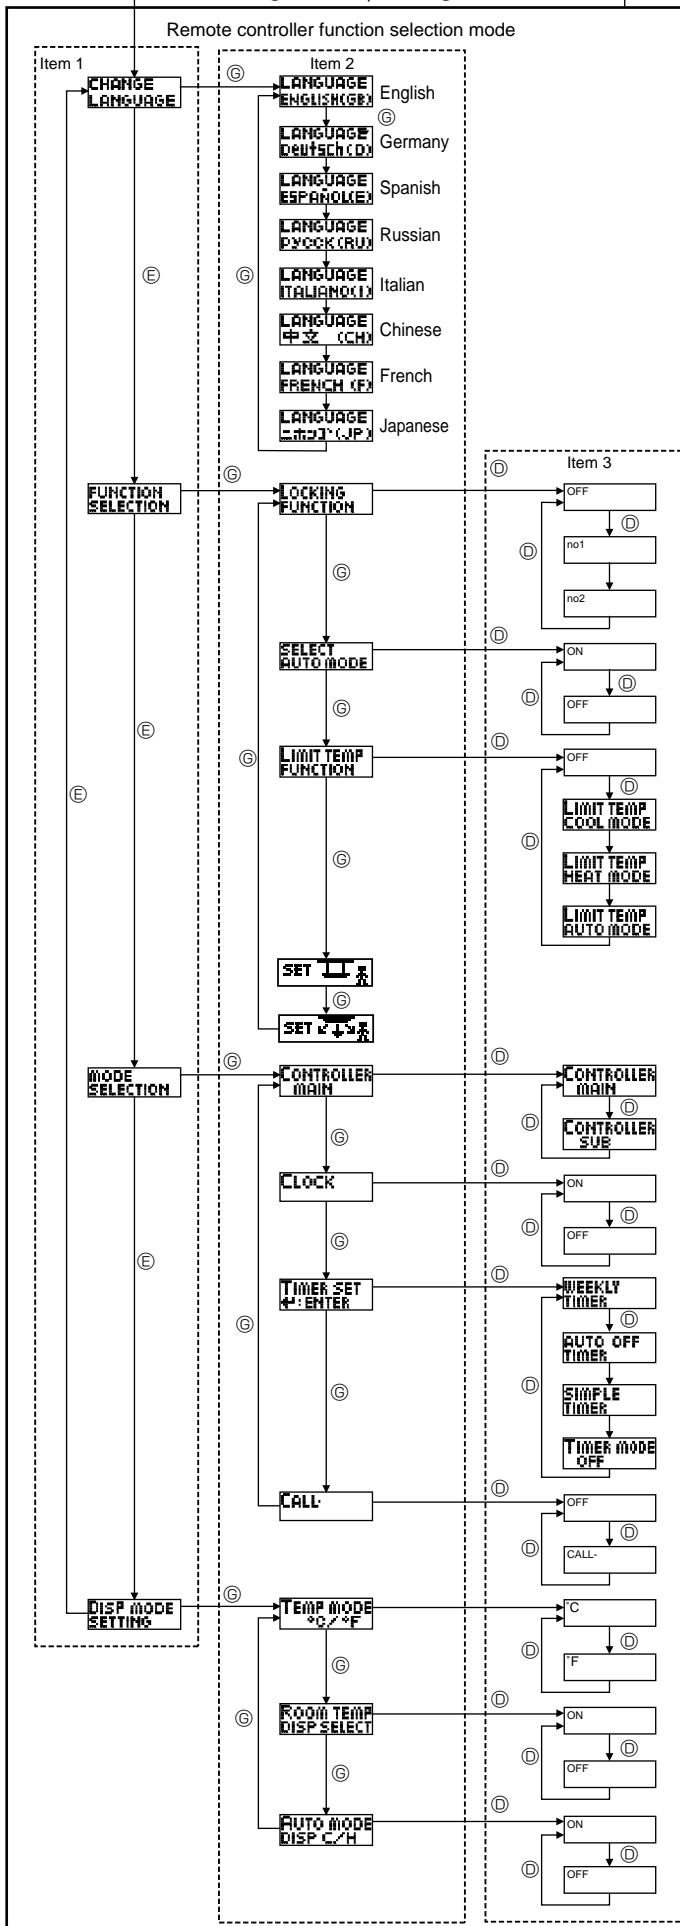 Remote controller function selection mode
Item 1
Item 2
CHANGE
LANGUAGE
Ⓖ
LANGUAGE
ENGLISH(GB)
English
Ⓖ
LANGUAGE
Deutsch(D)
Germany
LANGUAGE
ESPAÑOL(E)
Spanish
LANGUAGE
РУССК(RU)
Russian
Ⓔ
Ⓖ
LANGUAGE
ITALIANO(I)
Italian
LANGUAGE
中文 (CH)
Chinese
LANGUAGE
FRENCH (F)
French
LANGUAGE
ニホンゴ(JP)
Japanese
Item 3
FUNCTION
SELECTION
Ⓖ
LOCKING
FUNCTION
Ⓓ
OFF
Ⓓ
Ⓓ
no1
no2
Ⓖ
SELECT
AUTO MODE
Ⓓ
ON
Ⓓ
Ⓓ
OFF
Ⓖ
Ⓔ
Ⓖ
LIMIT TEMP
FUNCTION
Ⓓ
OFF
Ⓓ
Ⓔ
LIMIT TEMP
COOL MODE
Ⓓ
LIMIT TEMP
HEAT MODE
Ⓖ
LIMIT TEMP
AUTO MODE
SET
Ⓖ
SET
MODE
SELECTION
Ⓖ
CONTROLLER
MAIN
Ⓓ
CONTROLLER
MAIN
Ⓓ
Ⓓ
CONTROLLER
SUB
Ⓖ
CLOCK
Ⓓ
ON
Ⓓ
Ⓓ
OFF
Ⓖ
Ⓔ
TIMER SET
↵:ENTER
Ⓓ
WEEKLY
TIMER
Ⓓ
Ⓖ
AUTO OFF
TIMER
Ⓓ
SIMPLE
TIMER
Ⓖ
TIMER MODE
OFF
CALL-
Ⓓ
OFF
Ⓓ
Ⓓ
CALL-
DISP MODE
SETTING
Ⓖ
TEMP MODE
°C/°F
°C
Ⓓ
Ⓓ
°F
Ⓖ
Ⓖ
ROOM TEMP
DISP SELECT
Ⓓ
ON
Ⓓ
Ⓓ
OFF
Ⓖ
AUTO MODE
DISP C/H
Ⓓ
ON
Ⓓ
Ⓓ
OFF